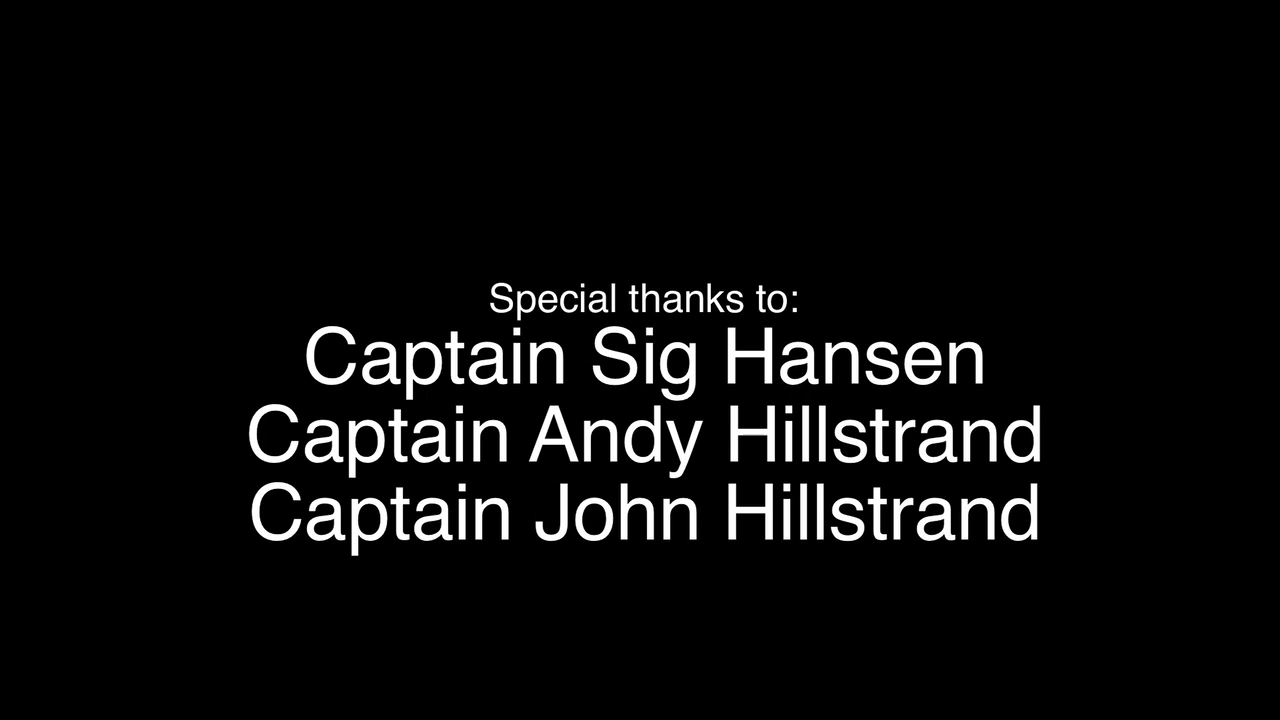 Special thanks to:
Captain Sig Hansen
Captain Andy Hillstrand
Captain John Hillstrand